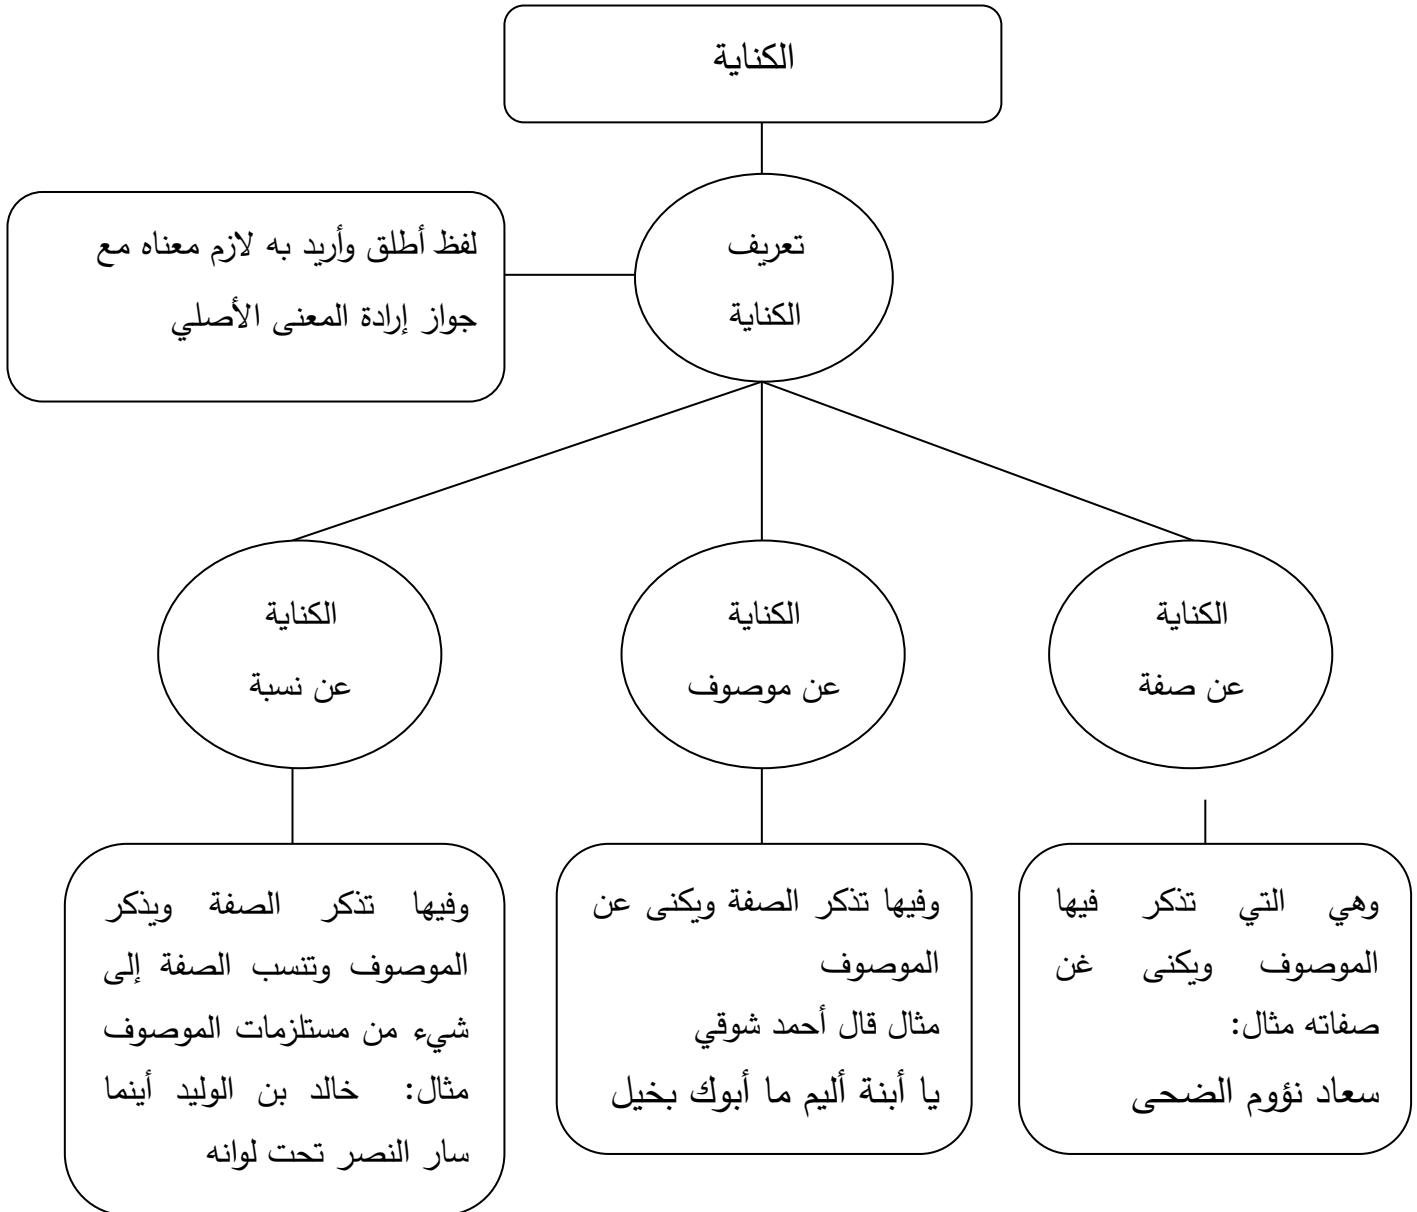 الكناية
تعريف
الكناية
لفظ أطلق وأريد به لازم معناه مع
جواز إرادة المعنى الأصلي
الكناية
عن صفة
الكناية
عن موصوف
الكناية
عن نسبة
وهي التي تذكر فيها
الموصوف ويكنى غن
صفاته مثال:
سعاد نؤوم الضحى
وفيها تذكر الصفة ويكنى عن
الموصوف
مثال قال أحمد شوقي
يا أبنة أليم ما أبوك بخيل
وفيها تذكر الصفة ويذكر
الموصوف وتنسب الصفة إلى
شيء من مستلزمات الموصوف
مثال: خالد بن الوليد أينما
سار النصر تحت لوانه